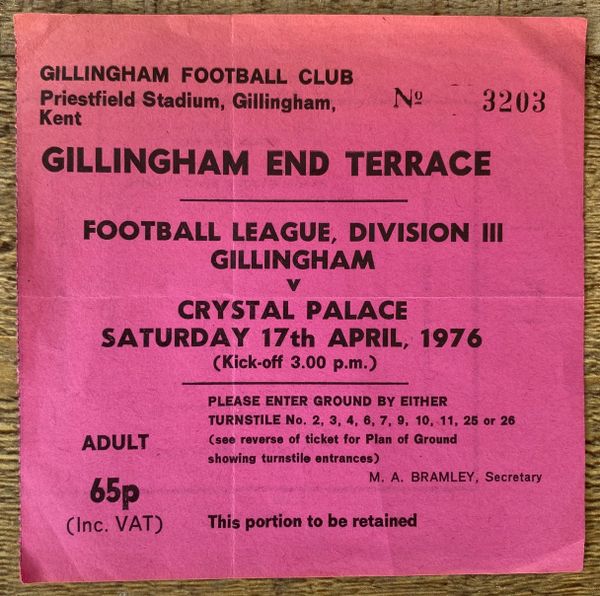 GILLINGHAM FOOTBALL CLUB
Priestfield Stadium, Gillingham,
Kent
Nº 3203
GILLINGHAM END TERRACE
FOOTBALL LEAGUE, DIVISION III
GILLINGHAM
v
CRYSTAL PALACE
SATURDAY 17th APRIL, 1976
(Kick-off 3.00 p.m.)
PLEASE ENTER GROUND BY EITHER
TURNSTILE No. 2, 3, 4, 6, 7, 9, 10, 11, 25 or 26
(see reverse of ticket for Plan of Ground
showing turnstile entrances)
M. A. BRAMLEY, Secretary
ADULT
65p
(Inc. VAT)
This portion to be retained